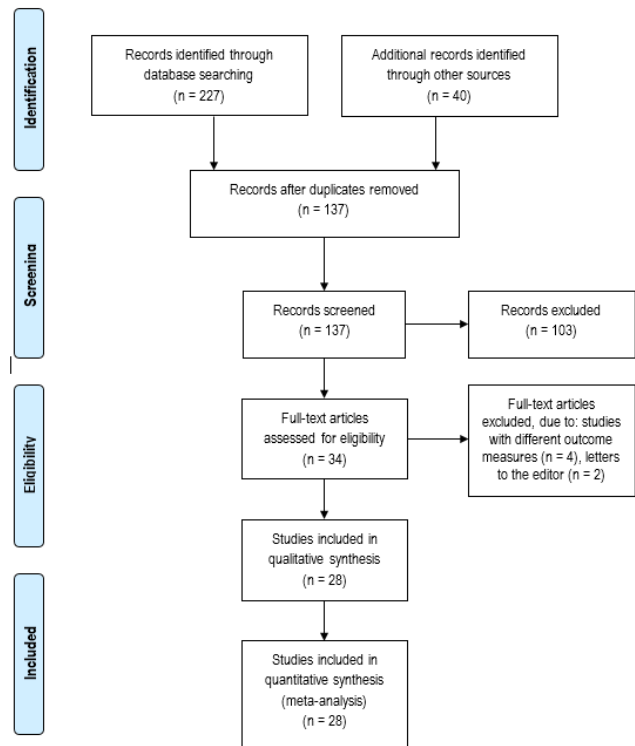 Identification
Records identified through
database searching
(n = 227)
Additional records identified
through other sources
(n = 40)
Records after duplicates removed
(n = 137)
Screening
Records screened
(n = 137)
Records excluded
(n = 103)
Eligibility
Full-text articles
assessed for eligibility
(n = 34)
Full-text articles
excluded, due to: studies
with different outcome
measures (n = 4), letters
to the editor (n = 2)
Studies included in
qualitative synthesis
(n = 28)
Included
Studies included in
quantitative synthesis
(meta-analysis)
(n = 28)